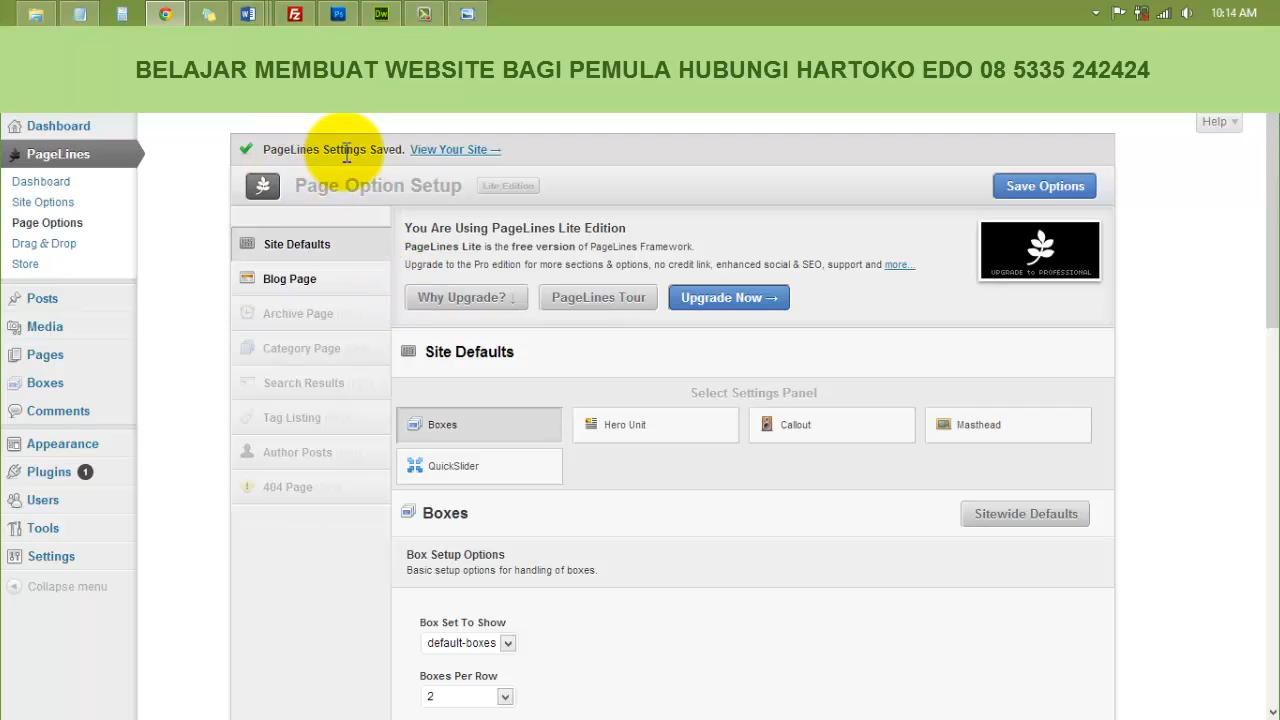 10:14 AM
BELAJAR MEMBUAT WEBSITE BAGI PEMULA HUBUNGI HARTOKO EDO 08 5335 242424
Help
Dashboard
PageLines
Dashboard
Site Options
Page Options
Drag & Drop
Store
Posts
Media
Pages
Boxes
Comments
Appearance
Plugins 1
Users
Tools
Settings
Collapse menu
PageLines Settings Saved. View Your Site →
Page Option Setup
Lite Edition
Save Options
Site Defaults
Blog Page
Archive Page
Category Page
Search Results
Tag Listing
Author Posts
404 Page
You Are Using PageLines Lite Edition
PageLines Lite is the free version of PageLines Framework.
Upgrade to the Pro edition for more sections & options, no credit link, enhanced social & SEO, support and more...
Why Upgrade? ↓
PageLines Tour
Upgrade Now →
UPGRADE to PROFESSIONAL
Site Defaults
Select Settings Panel
Boxes
Hero Unit
Callout
Masthead
QuickSlider
Boxes
Sitewide Defaults
Box Setup Options
Basic setup options for handling of boxes.
Box Set To Show
default-boxes
Boxes Per Row
2